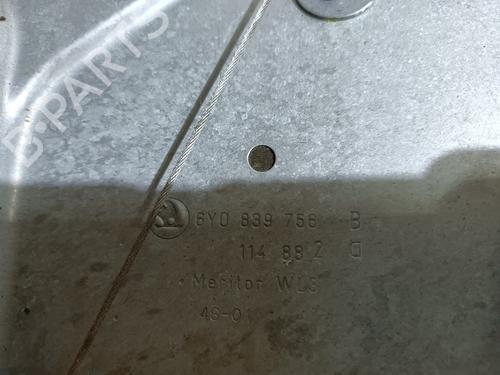 B-PARTS
6Y0 839 756 B
114 88 2
Meritor WLS
46-01